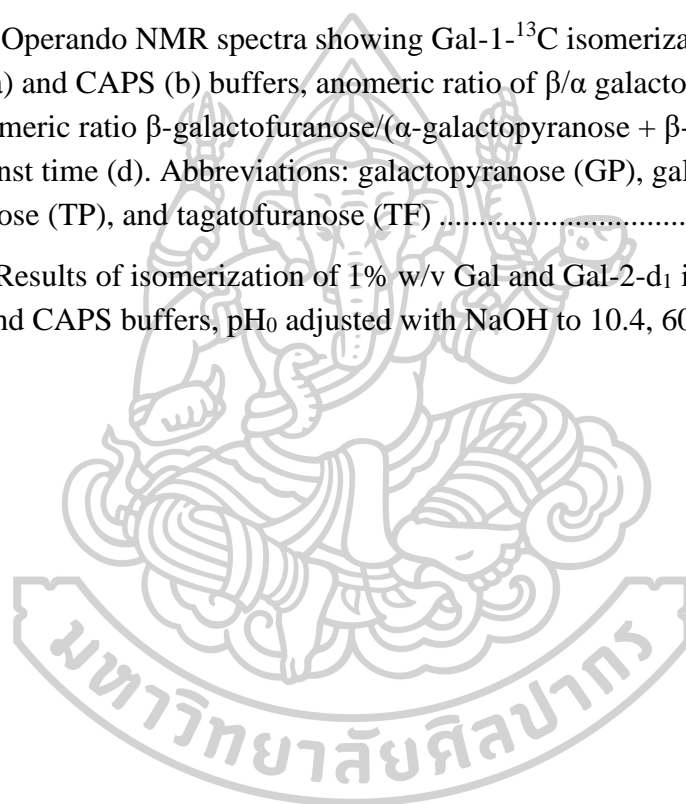 Operando NMR spectra showing Gal-1-¹³C isomeriza
) and CAPS (b) buffers, anomeric ratio of β/α galacto
meric ratio β-galactofuranose/(α-galactopyranose + β-
nst time (d). Abbreviations: galactopyranose (GP), gal
ose (TP), and tagatofuranose (TF) ................................
Results of isomerization of 1% w/v Gal and Gal-2-d₁ i
nd CAPS buffers, pH₀ adjusted with NaOH to 10.4, 60
มหาวิทยาลัยศิลปากร